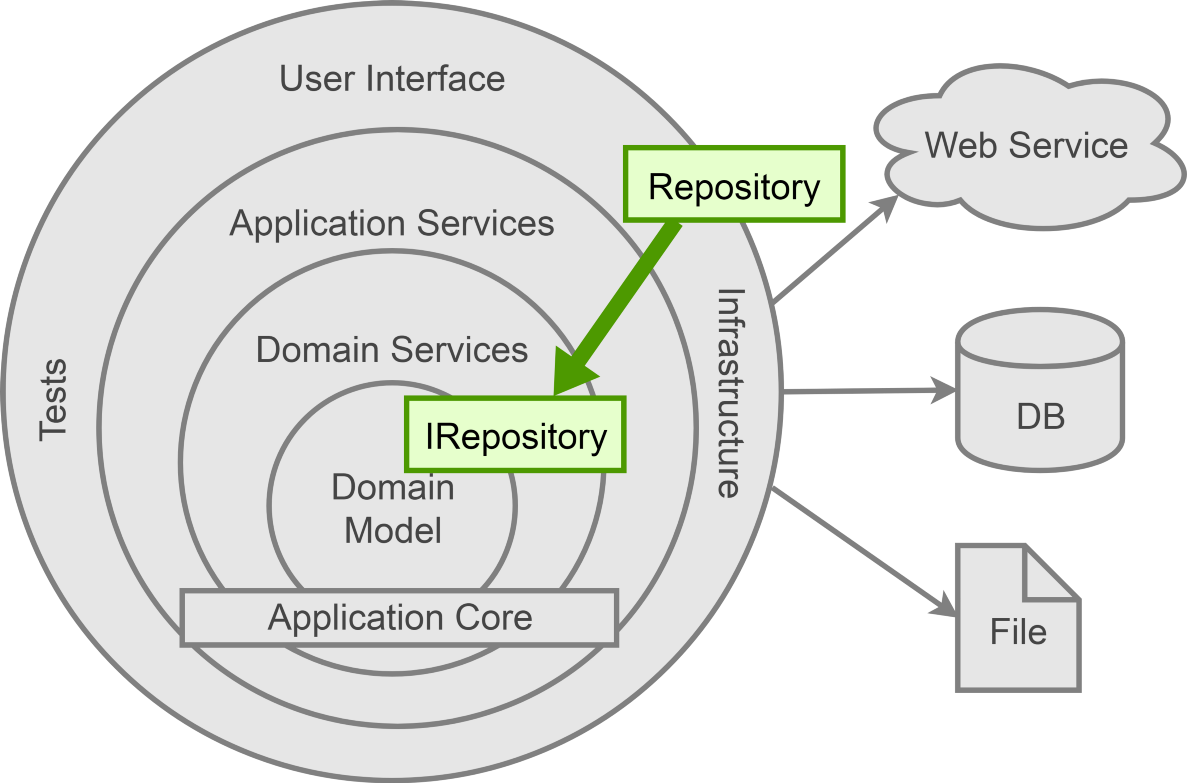 User Interface
Web Service
Repository
Application Services
Infrastructure
Domain Services
Tests
IRepository
DB
Domain
Model
Application Core
File